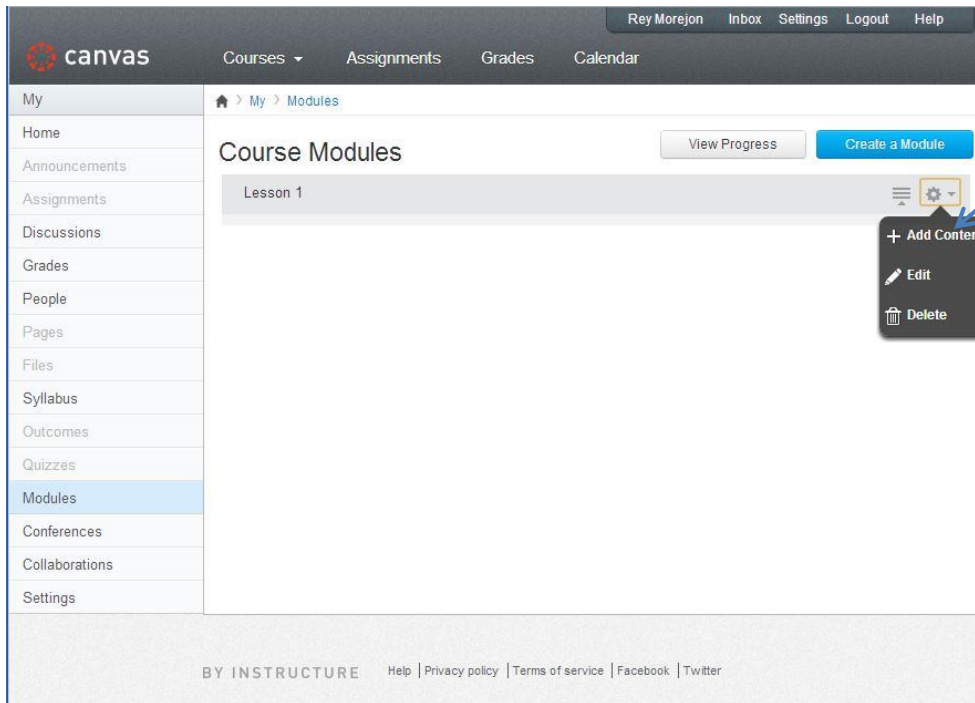 Rey Morejon Inbox Settings Logout Help
canvas Courses Assignments Grades Calendar
My
Home
Announcements
Assignments
Discussions
Grades
People
Pages
Files
Syllabus
Outcomes
Quizzes
Modules
Conferences
Collaborations
Settings
My > Modules
Course Modules
View Progress Create a Module
Lesson 1
+ Add Conten
Edit
Delete
BY INSTRUCTURE Help | Privacy policy | Terms of service | Facebook | Twitter